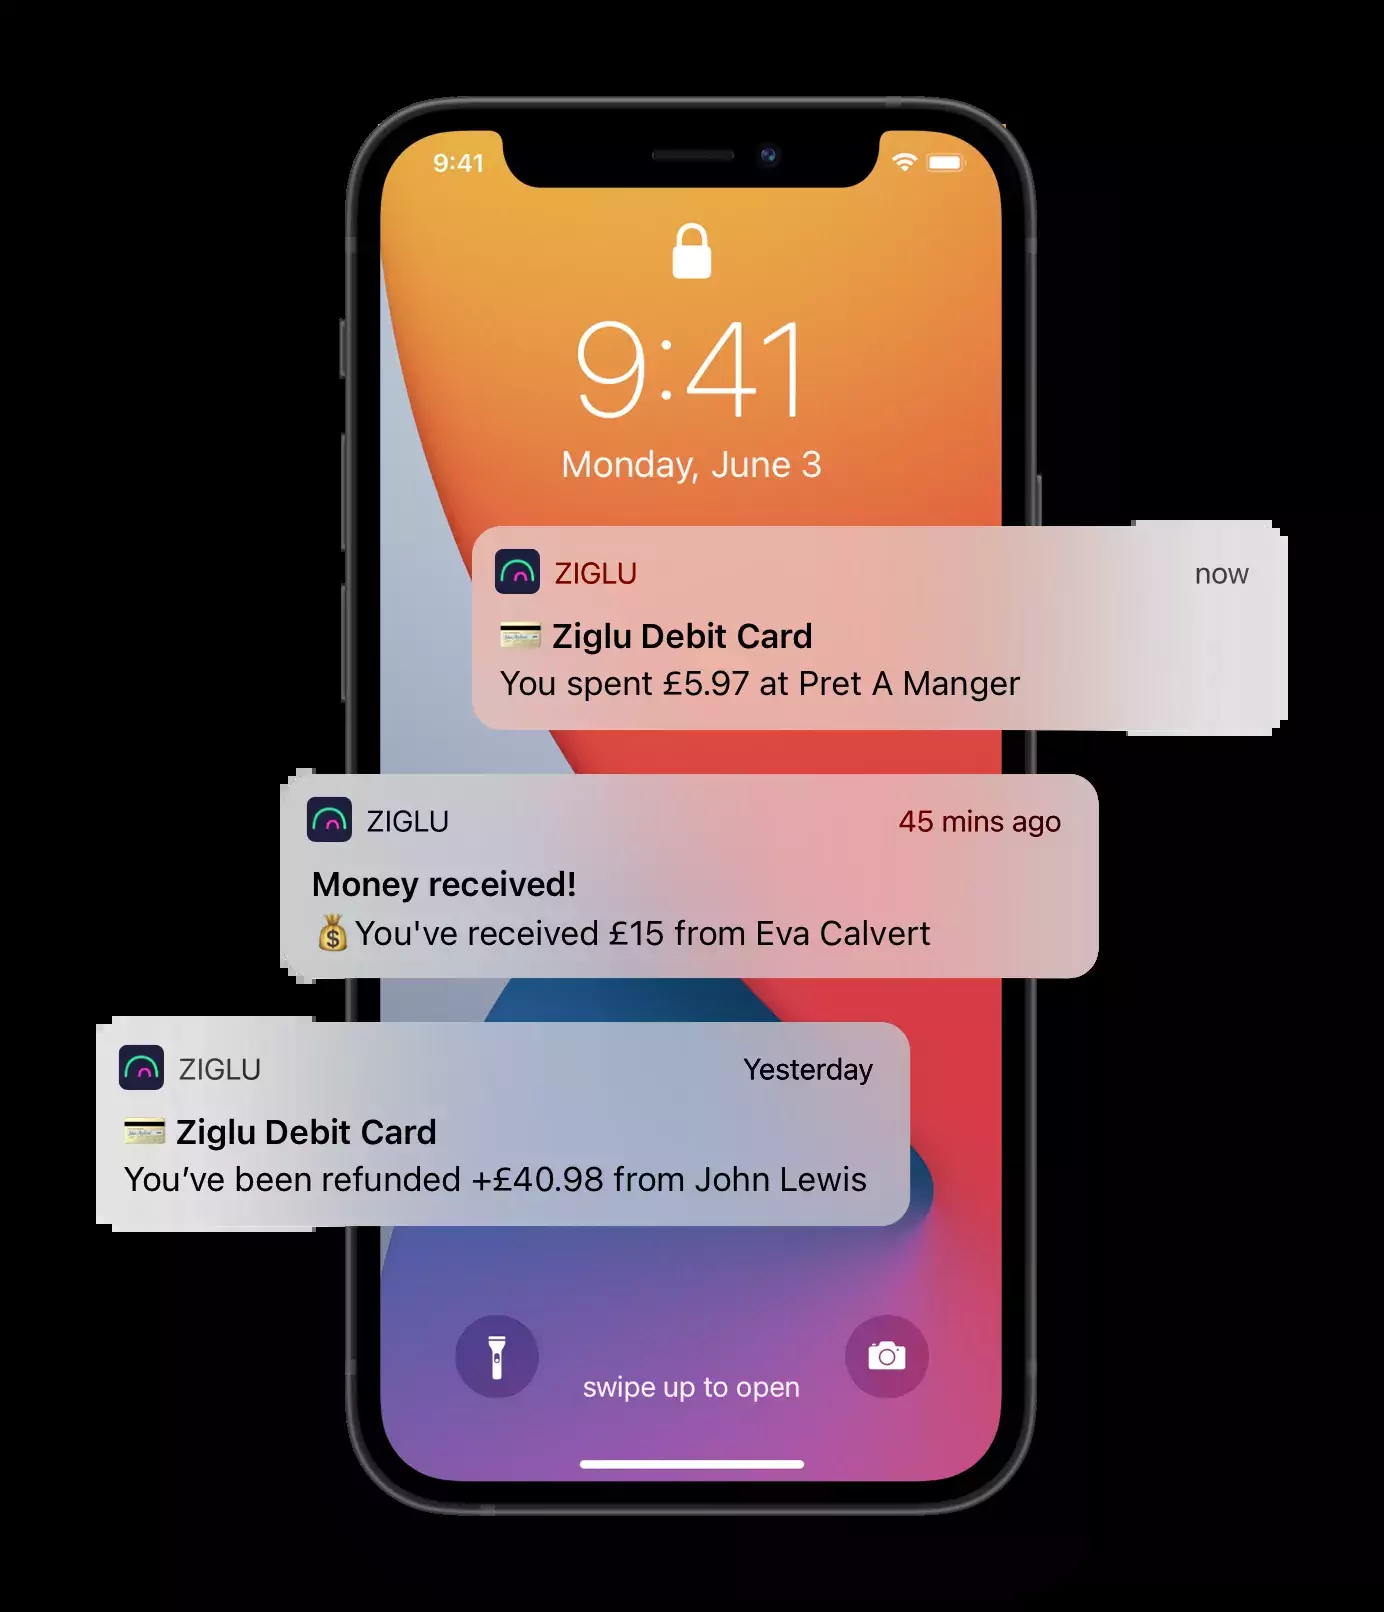 9:41
9:41
Monday, June 3
ZIGLU now
Ziglu Debit Card
You spent £5.97 at Pret A Manger
ZIGLU 45 mins ago
Money received!
You've received £15 from Eva Calvert
ZIGLU Yesterday
Ziglu Debit Card
You’ve been refunded +£40.98 from John Lewis
swipe up to open